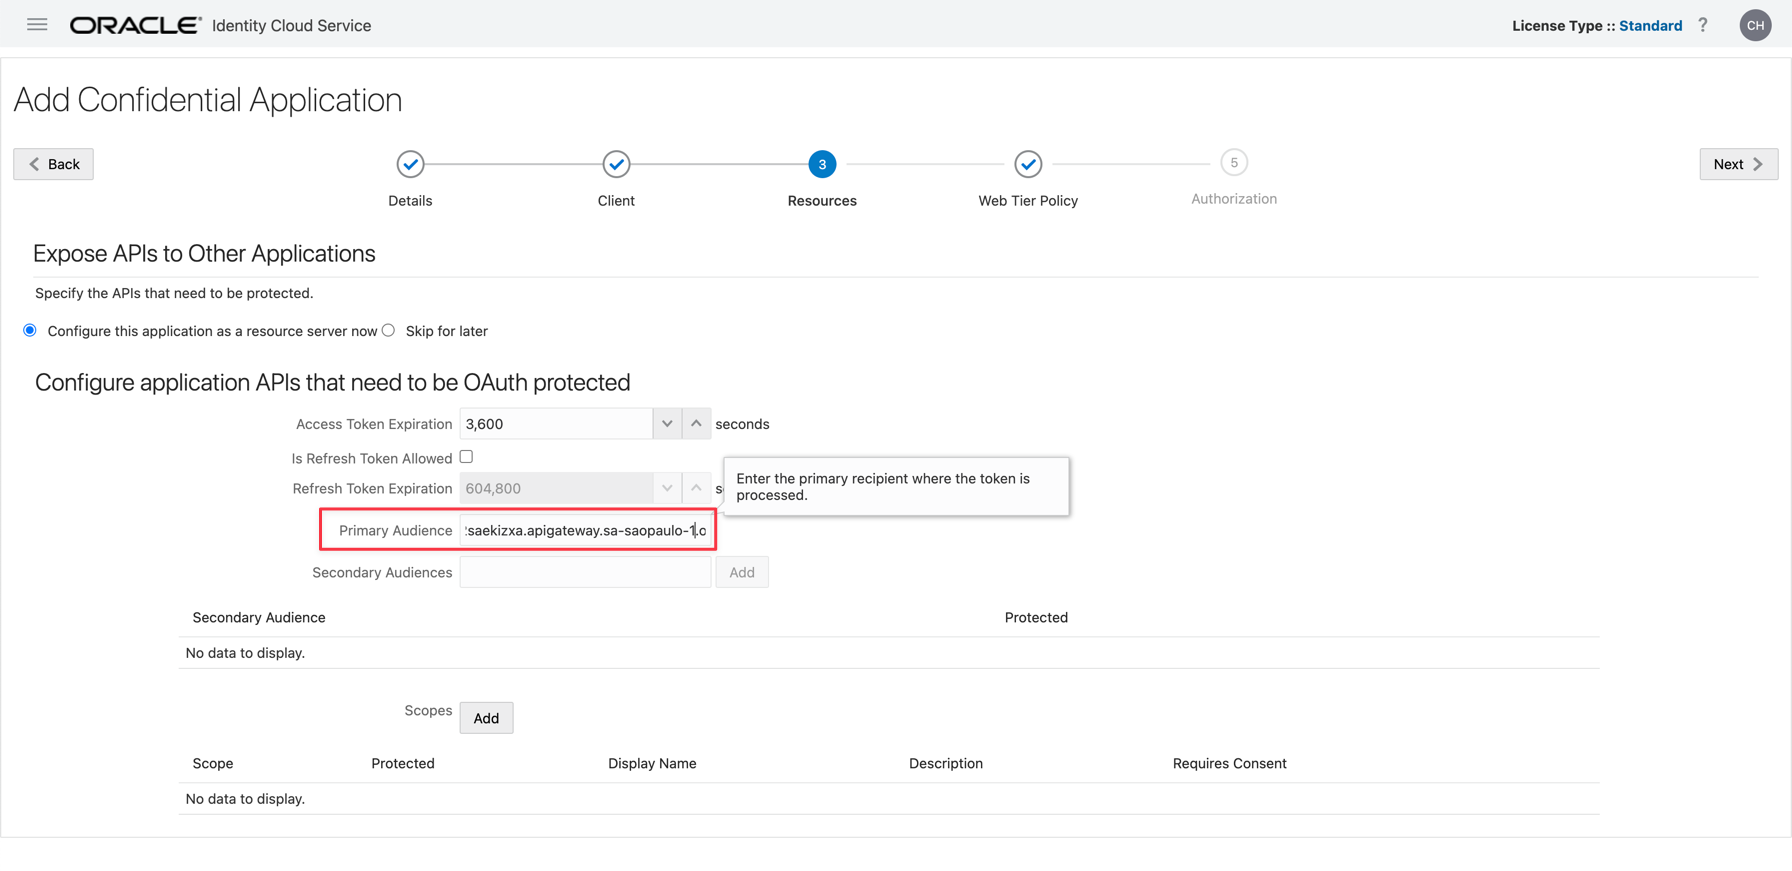 ORACLE® Identity Cloud Service
License Type :: Standard ? CH
Add Confidential Application
Back
3
5
Next
Details
Client
Resources
Web Tier Policy
Authorization
Expose APIs to Other Applications
Specify the APIs that need to be protected.
Configure this application as a resource server now Skip for later
Configure application APIs that need to be OAuth protected
Access Token Expiration 3,600 seconds
Is Refresh Token Allowed
Refresh Token Expiration 604,800
Enter the primary recipient where the token is
processed.
Primary Audience saekizxa.apigateway.sa-saopaulo-1.o
Secondary Audiences Add
Secondary Audience Protected
No data to display.
Scopes Add
Scope Protected Display Name Description Requires Consent
No data to display.